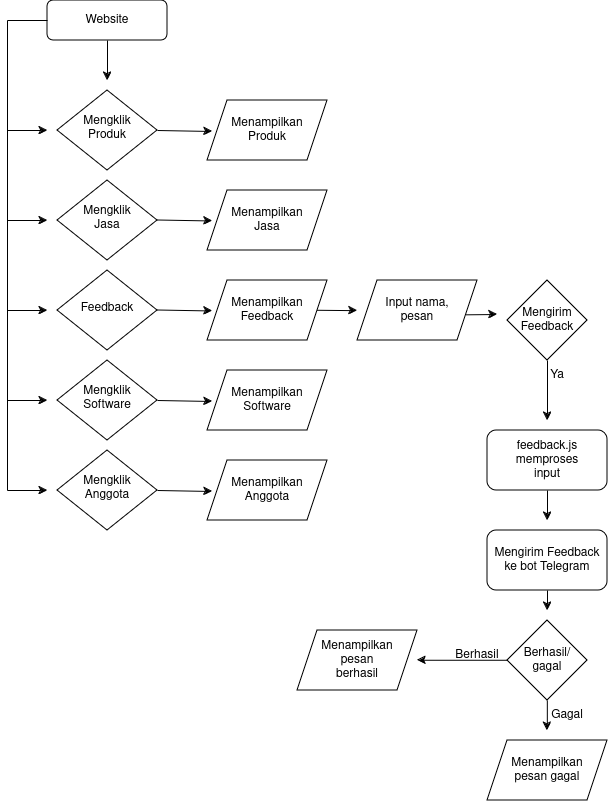 Website
Mengklik
Produk
Menampilkan
Produk
Mengklik
Jasa
Menampilkan
Jasa
Feedback
Menampilkan
Feedback
Input nama,
pesan
Mengirim
Feedback
Ya
Mengklik
Software
Menampilkan
Software
feedback.js
memproses
input
Mengklik
Anggota
Menampilkan
Anggota
Mengirim Feedback
ke bot Telegram
Berhasil/
gagal
Berhasil
Menampilkan
pesan
berhasil
Gagal
Menampilkan
pesan gagal